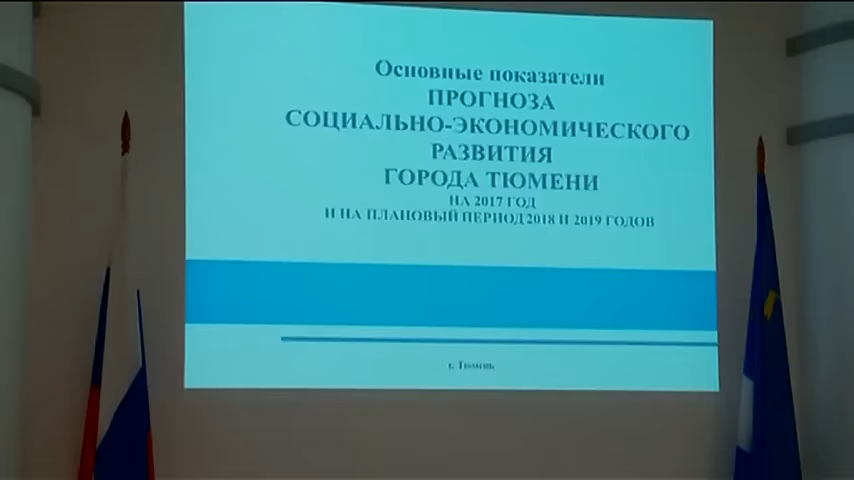 Основные показатели
ПРОГНОЗА
СОЦИАЛЬНО-ЭКОНОМИЧЕСКОГО
РАЗВИТИЯ
ГОРОДА ТЮМЕНИ
НА 2017 ГОД
И НА ПЛАНОВЫЙ ПЕРИОД 2018 И 2019 ГОДОВ
г. Тюмень